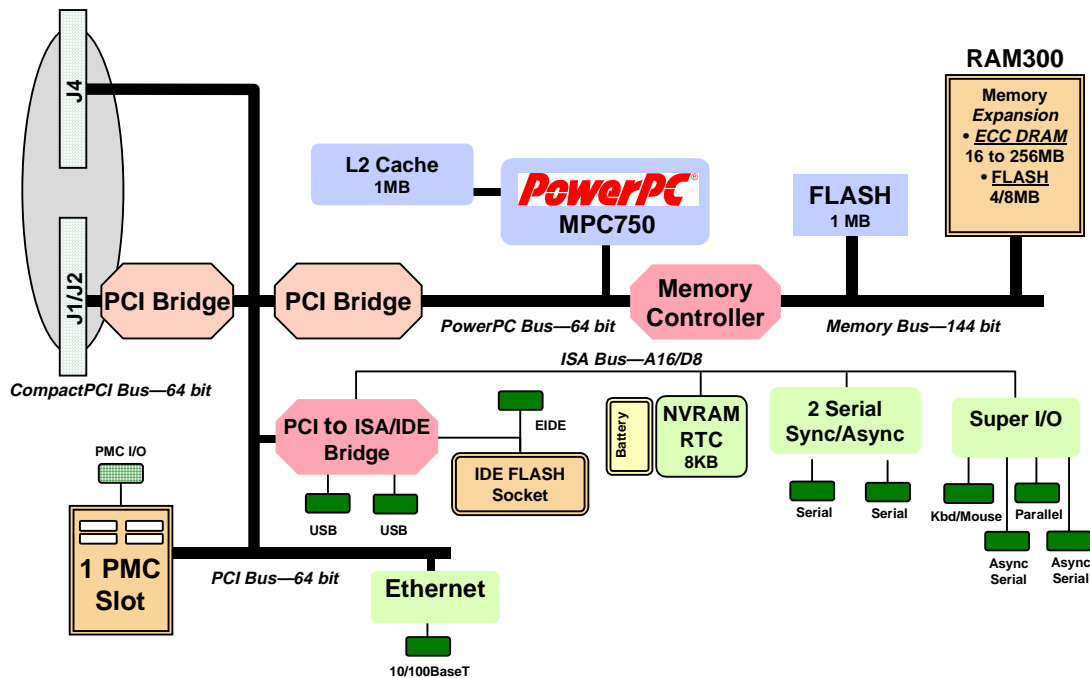 RAM300
J4
Memory
Expansion
• ECC DRAM
16 to 256MB
• FLASH
4/8MB
L2 Cache
1MB
PowerPC®
MPC750
FLASH
1 MB
J1/J2
PCI Bridge
PCI Bridge
Memory
Controller
PowerPC Bus—64 bit
Memory Bus—144 bit
ISA Bus—A16/D8
CompactPCI Bus—64 bit
PCI to ISA/IDE
Bridge
EIDE
IDE FLASH
Socket
USB
USB
Battery
NVRAM
RTC
8KB
2 Serial
Sync/Async
Serial
Serial
Super I/O
Kbd/Mouse
Parallel
Async
Serial
Async
Serial
PMC I/O
1 PMC
Slot
PCI Bus—64 bit
Ethernet
10/100BaseT